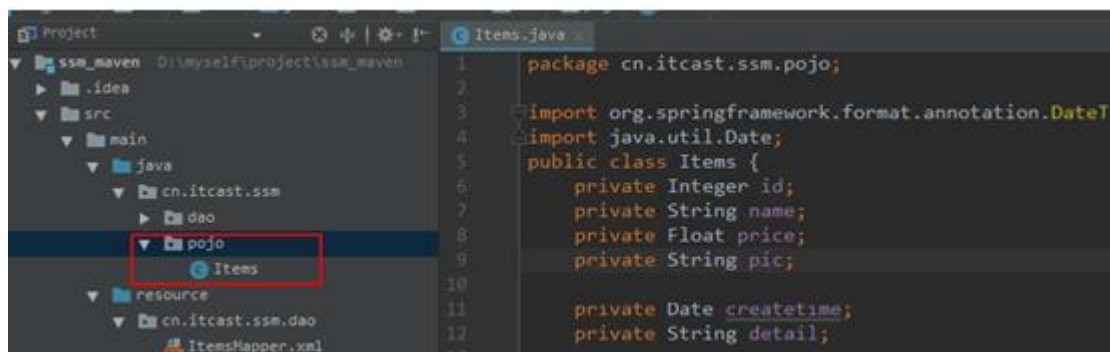 Project
Items.java
ssm_maven D:\myself\project\ssm_maven
.idea
src
main
java
cn.itcast.ssm
dao
pojo
Items
resource
cn.itcast.ssm.dao
ItemsMapper.xml
1 package cn.itcast.ssm.pojo;
2
3 import org.springframework.format.annotation.DateT
4 import java.util.Date;
5 public class Items {
6 private Integer id;
7 private String name;
8 private Float price;
9 private String pic;
10
11 private Date createtime;
12 private String detail;